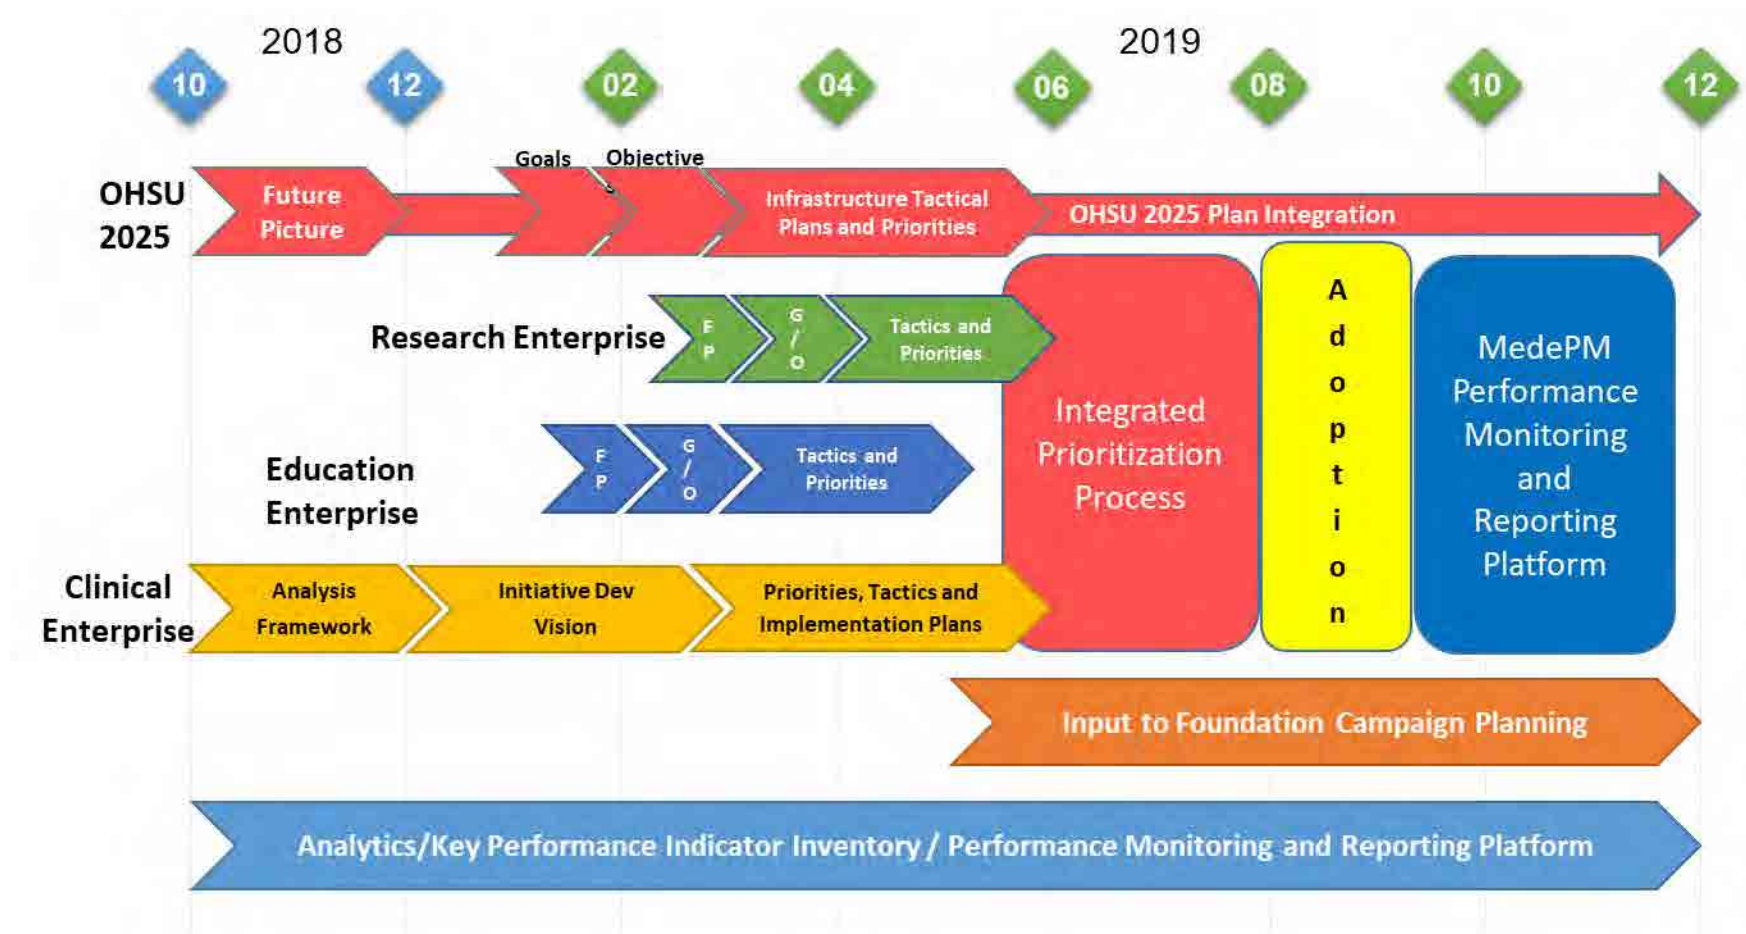 2018
2019
10
12
02
04
06
08
10
12
Goals
Objective
OHSU
2025
Future
Picture
Infrastructure Tactical
Plans and Priorities
OHSU 2025 Plan Integration
Research Enterprise
F
P
G
/
O
Tactics and
Priorities
Education
Enterprise
F
P
G
/
O
Tactics and
Priorities
Clinical
Enterprise
Analysis
Framework
Initiative Dev
Vision
Priorities, Tactics and
Implementation Plans
Integrated
Prioritization
Process
A
d
o
p
t
i
o
n
MedePM
Performance
Monitoring
and
Reporting
Platform
Input to Foundation Campaign Planning
Analytics/Key Performance Indicator Inventory / Performance Monitoring and Reporting Platform